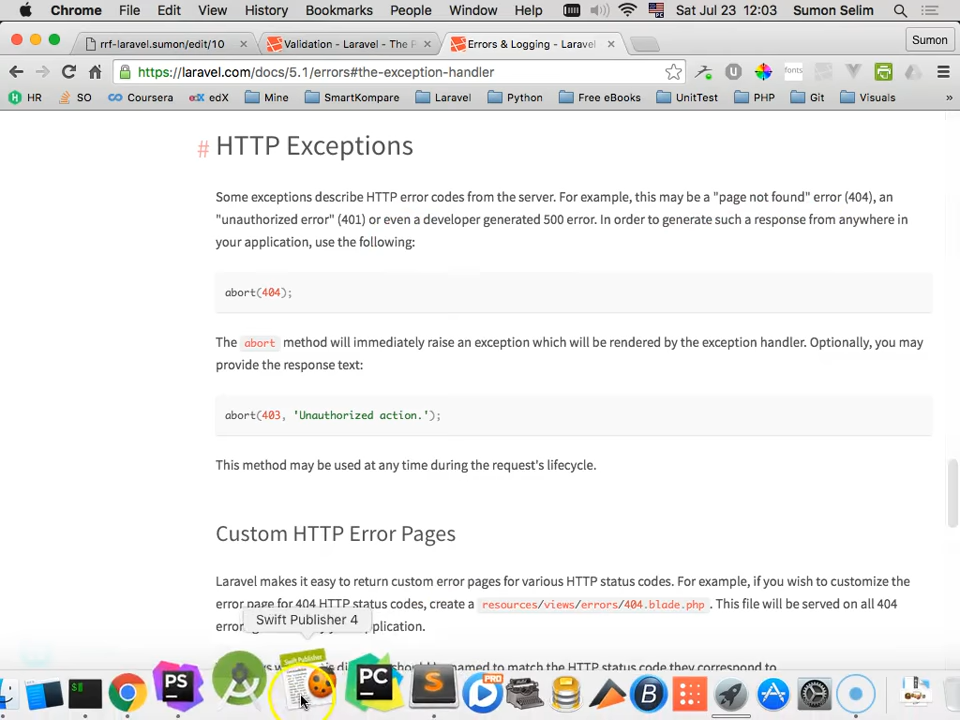 Chrome File Edit View History Bookmarks People Window Help Sat Jul 23 12:03 Sumon Selim
rrf-laravel.sumon/edit/10 Validation - Laravel - The P Errors & Logging - Laravel Sumon
https://laravel.com/docs/5.1/errors#the-exception-handler
HR SO Coursera edX Mine SmartKompare Laravel Python Free eBooks UnitTest PHP Git Visuals »
# HTTP Exceptions
Some exceptions describe HTTP error codes from the server. For example, this may be a "page not found" error (404), an
"unauthorized error" (401) or even a developer generated 500 error. In order to generate such a response from anywhere in
your application, use the following:
abort(404);
The abort method will immediately raise an exception which will be rendered by the exception handler. Optionally, you may
provide the response text:
abort(403, 'Unauthorized action.');
This method may be used at any time during the request's lifecycle.
Custom HTTP Error Pages
Laravel makes it easy to return custom error pages for various HTTP status codes. For example, if you wish to customize the
error page for 404 HTTP status codes, create a resources/views/errors/404.blade.php. This file will be served on all 404
Swift Publisher 4